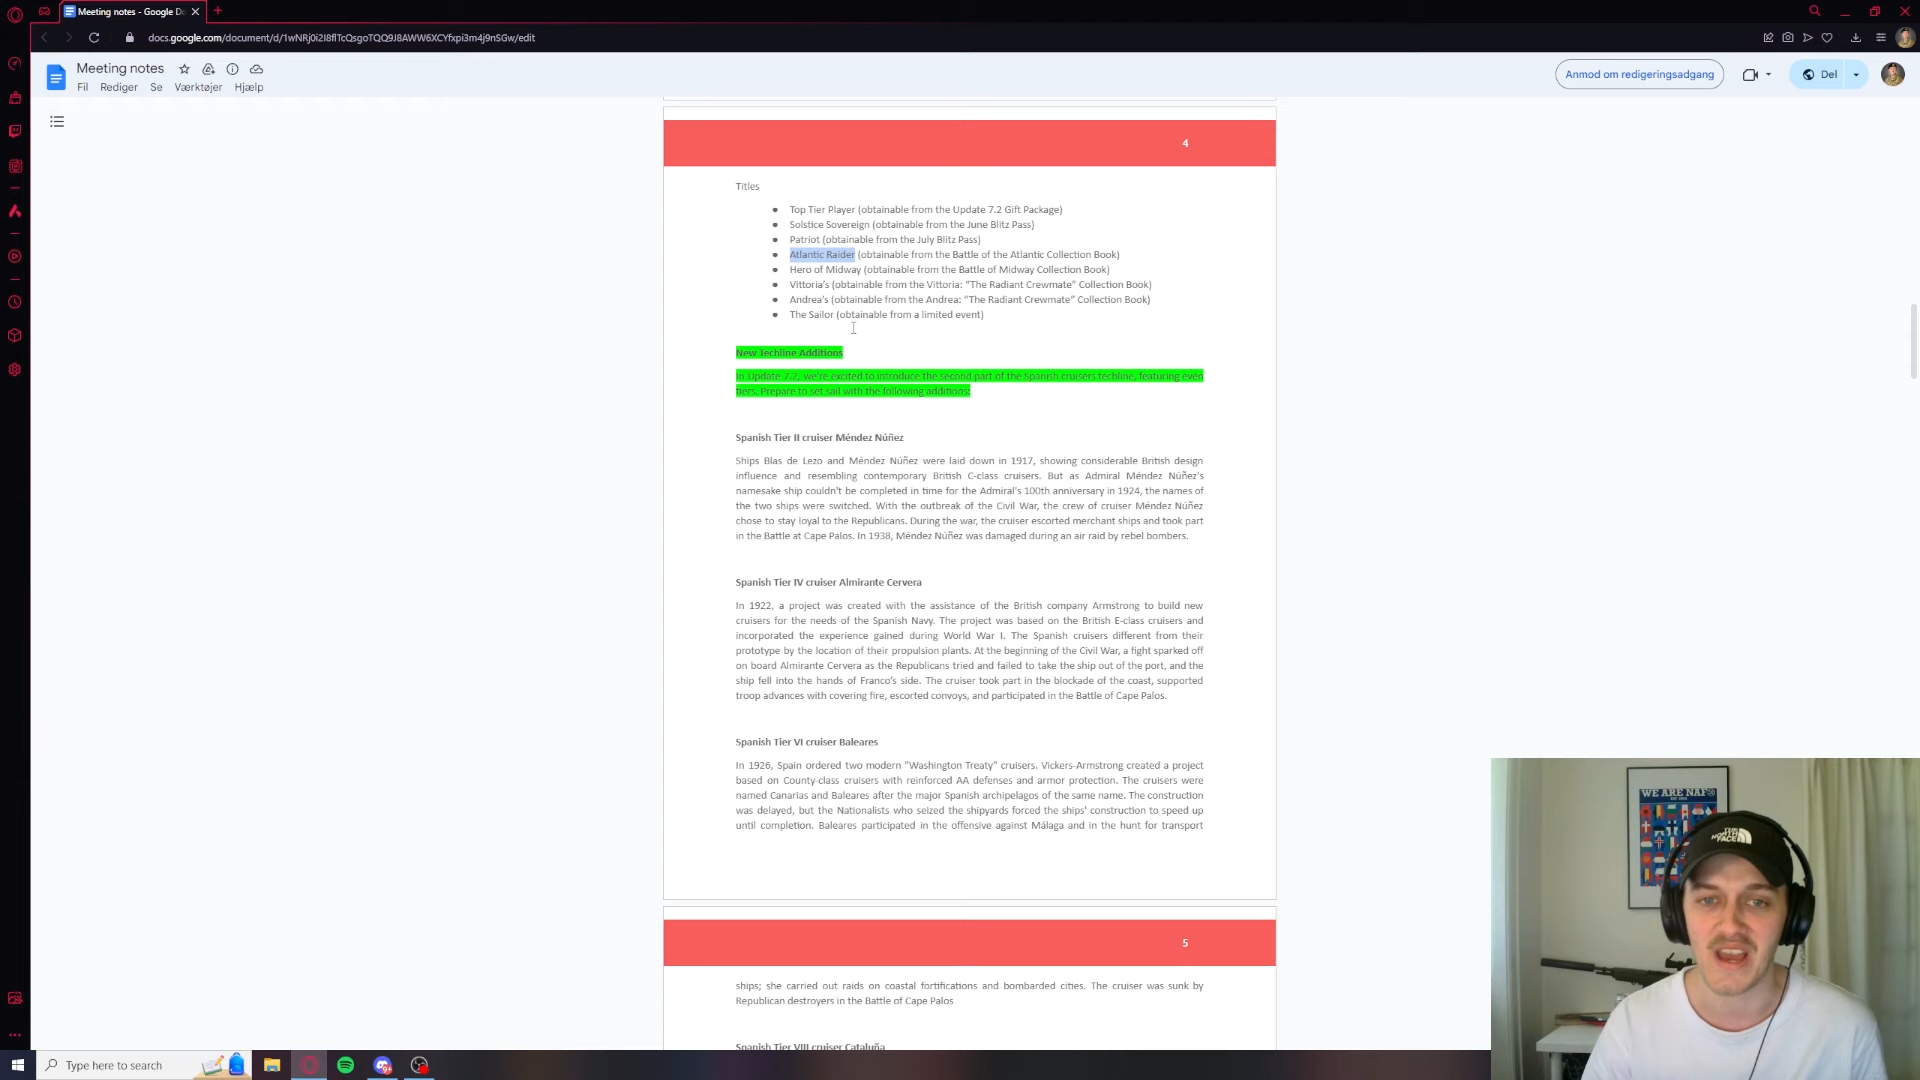 Meeting notes - Google Do
docs.google.com/document/d/1wNRj0i2I8flTcQsgoTQQ9J8AWW6XCYfxpi3m4j9nSGw/edit
Meeting notes
Fil Rediger Se Værktøjer Hjælp
Anmod om redigeringsadgang
Del
4
Titles
● Top Tier Player (obtainable from the Update 7.2 Gift Package)
● Solstice Sovereign (obtainable from the June Blitz Pass)
● Patriot (obtainable from the July Blitz Pass)
● Atlantic Raider (obtainable from the Battle of the Atlantic Collection Book)
● Hero of Midway (obtainable from the Battle of Midway Collection Book)
● Vittoria's (obtainable from the Vittoria: “The Radiant Crewmate” Collection Book)
● Andrea's (obtainable from the Andrea: “The Radiant Crewmate” Collection Book)
● The Sailor (obtainable from a limited event)
New Techline Additions
In Update 7.2, we're excited to introduce the second part of the Spanish cruisers techline, featuring even
tiers. Prepare to set sail with the following additions:
Spanish Tier II cruiser Méndez Núñez
Ships Blas de Lezo and Méndez Núñez were laid down in 1917, showing considerable British design
influence and resembling contemporary British C-class cruisers. But as Admiral Méndez Núñez's
namesake ship couldn't be completed in time for the Admiral's 100th anniversary in 1924, the names of
the two ships were switched. With the outbreak of the Civil War, the crew of cruiser Méndez Núñez
chose to stay loyal to the Republicans. During the war, the cruiser escorted merchant ships and took part
in the Battle at Cape Palos. In 1938, Méndez Núñez was damaged during an air raid by rebel bombers.
Spanish Tier IV cruiser Almirante Cervera
In 1922, a project was created with the assistance of the British company Armstrong to build new
cruisers for the needs of the Spanish Navy. The project was based on the British E-class cruisers and
incorporated the experience gained during World War I. The Spanish cruisers different from their
prototype by the location of their propulsion plants. At the beginning of the Civil War, a fight sparked off
on board Almirante Cervera as the Republicans tried and failed to take the ship out of the port, and the
ship fell into the hands of Franco's side. The cruiser took part in the blockade of the coast, supported
troop advances with covering fire, escorted convoys, and participated in the Battle of Cape Palos.
Spanish Tier VI cruiser Baleares
In 1926, Spain ordered two modern "Washington Treaty" cruisers. Vickers-Armstrong created a project
based on County-class cruisers with reinforced AA defenses and armor protection. The cruisers were
named Canarias and Baleares after the major Spanish archipelagos of the same name. The construction
was delayed, but the Nationalists who seized the shipyards forced the ships' construction to speed up
until completion. Baleares participated in the offensive against Málaga and in the hunt for transport
5
ships; she carried out raids on coastal fortifications and bombarded cities. The cruiser was sunk by
Republican destroyers in the Battle of Cape Palos
Spanish Tier VIII cruiser Cataluña
WE ARE NAF
THE
NORTH
FACE
Type here to search